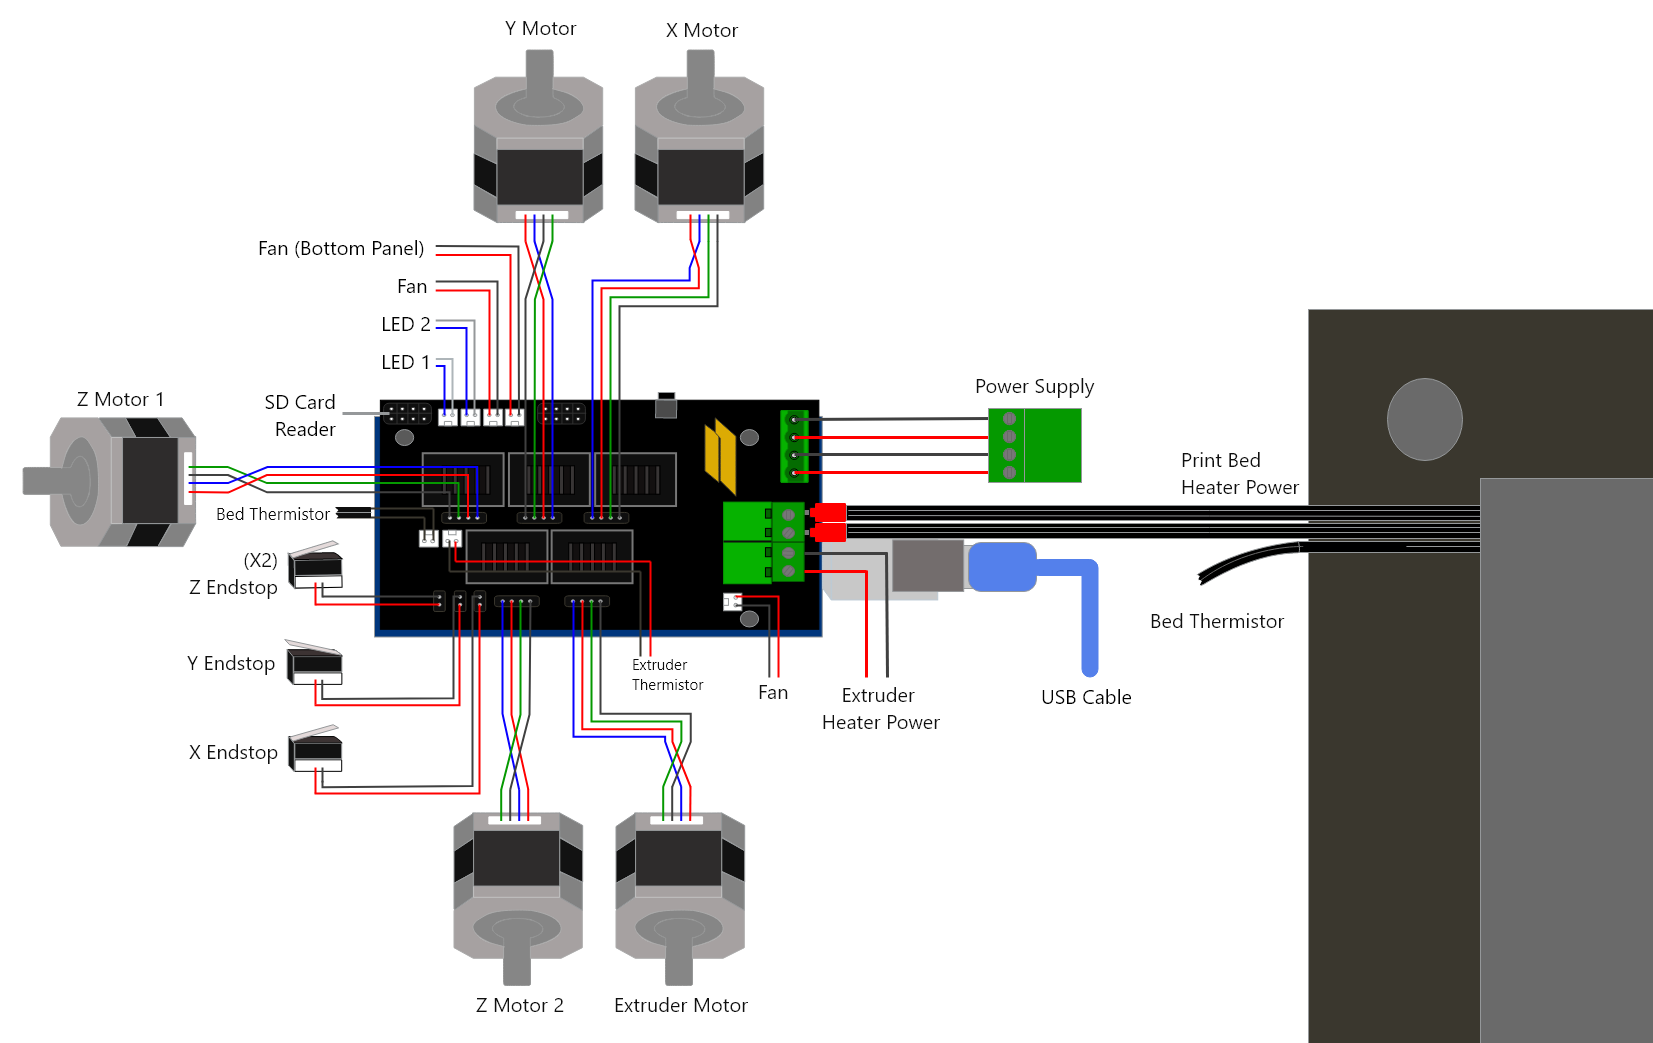 Y Motor
X Motor
Fan (Bottom Panel)
Fan
LED 2
LED 1
Z Motor 1
SD Card
Reader
Power Supply
Print Bed
Heater Power
Bed Thermistor
(X2)
Z Endstop
Y Endstop
X Endstop
Extruder
Thermistor
Fan
Extruder
Heater Power
USB Cable
Bed Thermistor
Z Motor 2
Extruder Motor